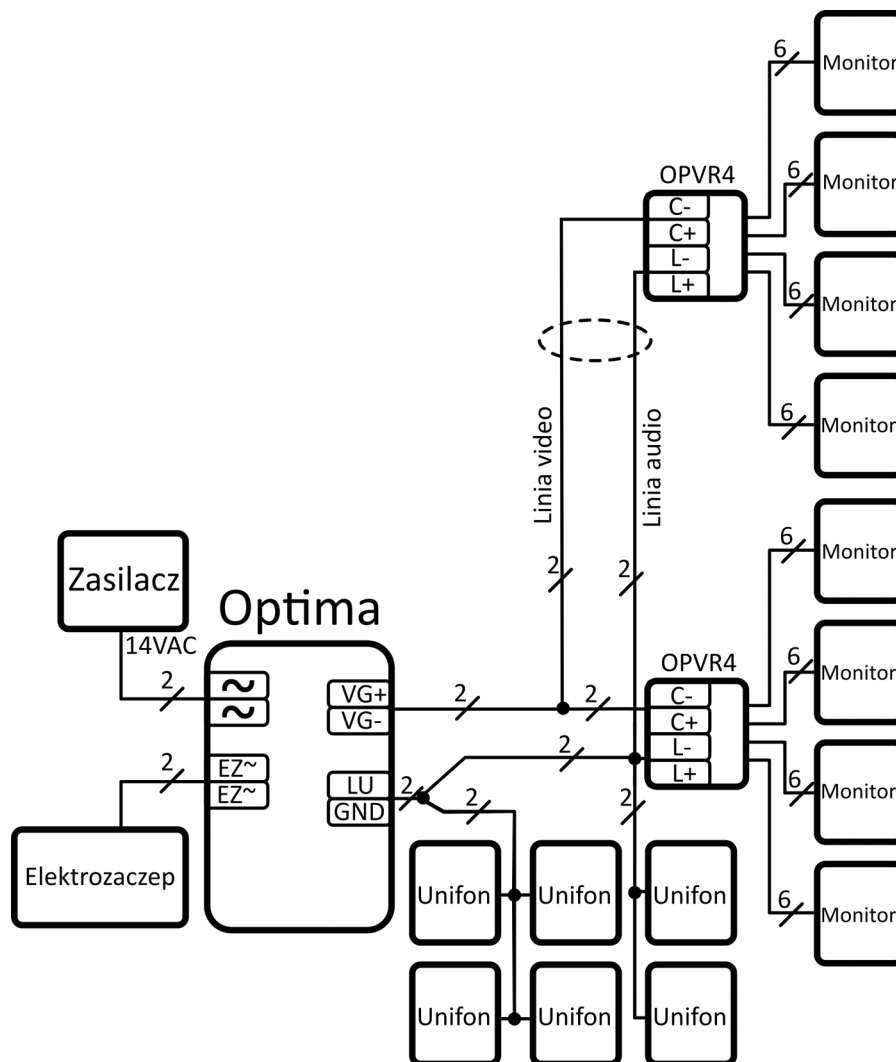 6
Monitor
OPVR4
6
Monitor
C-
C+
L-
L+
6
Monitor
6
Monitor
Linia video
Linia audio
2
2
6
Monitor
Zasilacz
14VAC
2
Optima
~
~
EZ~
EZ~
2
VG+
VG-
LU
GND
2
2
2
2
2
2
OPVR4
C-
C+
L-
L+
6
Monitor
6
Monitor
6
Monitor
Elektrozaczep
Unifon
Unifon
Unifon
Unifon
Unifon
Unifon